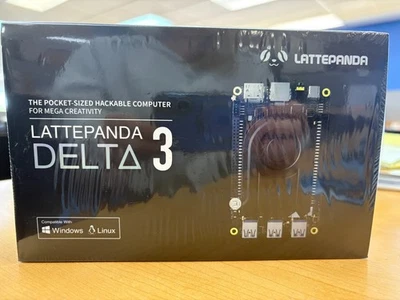 LATTEPANDA
THE POCKET-SIZED HACKABLE COMPUTER
FOR MEGA CREATIVITY
LATTEPANDA
DELTA 3
Compatible With:
Windows Linux